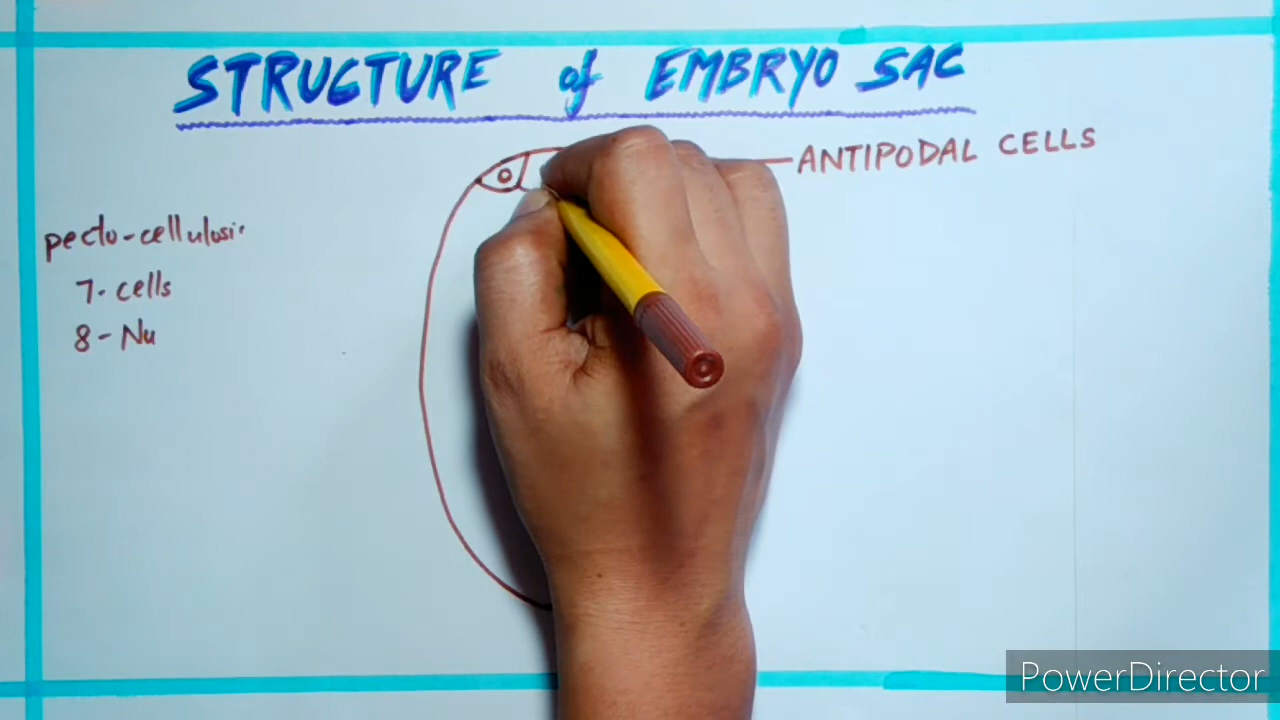 STRUCTURE of EMBRYO SAC
ANTIPODAL CELLS
pecto-cellulosic
7- cells
8- Nu
PowerDirector